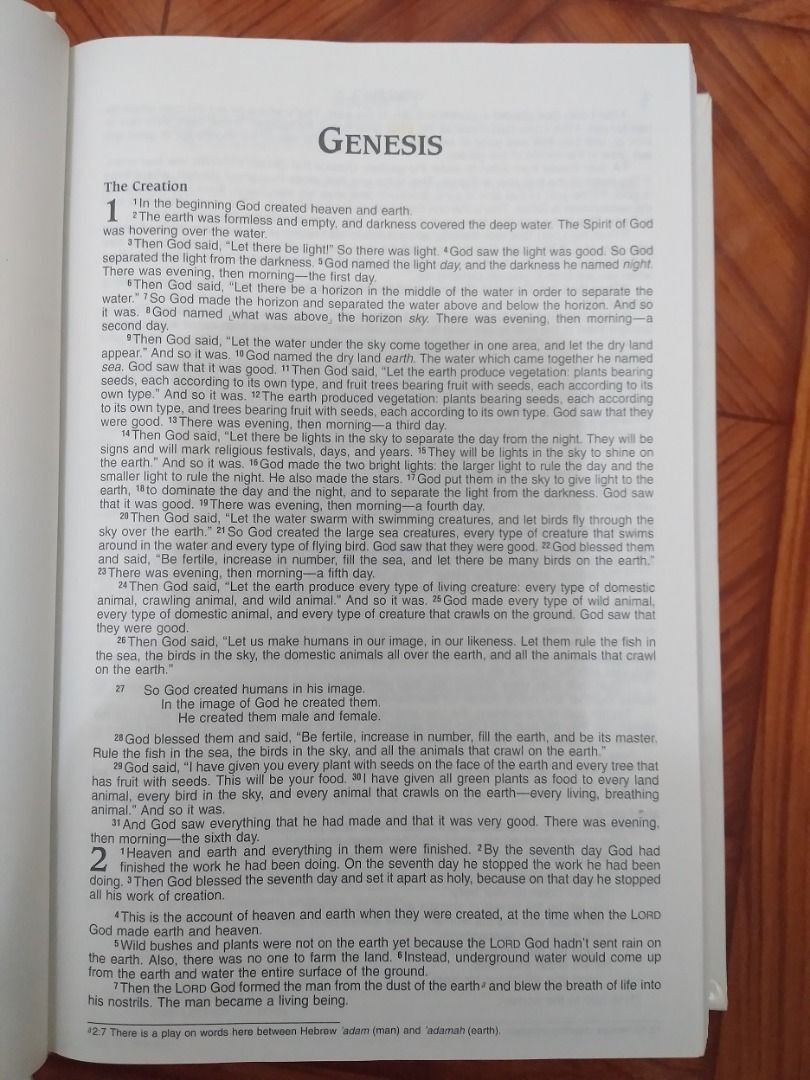 GENESIS
The Creation
1 1In the beginning God created heaven and earth.
2The earth was formless and empty, and darkness covered the deep water. The Spirit of God
was hovering over the water.
3Then God said, “Let there be light!” So there was light. 4God saw the light was good. So God
separated the light from the darkness. 5God named the light day, and the darkness he named night.
There was evening, then morning—the first day.
6Then God said, “Let there be a horizon in the middle of the water in order to separate the
water.” 7So God made the horizon and separated the water above and below the horizon. And so
it was. 8God named ⌞what was above⌟ the horizon sky. There was evening, then morning—a
second day.
9Then God said, “Let the water under the sky come together in one area, and let the dry land
appear.” And so it was. 10God named the dry land earth. The water which came together he named
sea. God saw that it was good. 11Then God said, “Let the earth produce vegetation: plants bearing
seeds, each according to its own type, and fruit trees bearing fruit with seeds, each according to its
own type.” And so it was. 12The earth produced vegetation: plants bearing seeds, each according
to its own type, and trees bearing fruit with seeds, each according to its own type. God saw that they
were good. 13There was evening, then morning—a third day.
14Then God said, “Let there be lights in the sky to separate the day from the night. They will be
signs and will mark religious festivals, days, and years. 15They will be lights in the sky to shine on
the earth.” And so it was. 16God made the two bright lights: the larger light to rule the day and the
smaller light to rule the night. He also made the stars. 17God put them in the sky to give light to the
earth, 18to dominate the day and the night, and to separate the light from the darkness. God saw
that it was good. 19There was evening, then morning—a fourth day.
20Then God said, “Let the water swarm with swimming creatures, and let birds fly through the
sky over the earth.” 21So God created the large sea creatures, every type of creature that swims
around in the water and every type of flying bird. God saw that they were good. 22God blessed them
and said, “Be fertile, increase in number, fill the sea, and let there be many birds on the earth.”
23There was evening, then morning—a fifth day.
24Then God said, “Let the earth produce every type of living creature: every type of domestic
animal, crawling animal, and wild animal.” And so it was. 25God made every type of wild animal,
every type of domestic animal, and every type of creature that crawls on the ground. God saw that
they were good.
26Then God said, “Let us make humans in our image, in our likeness. Let them rule the fish in
the sea, the birds in the sky, the domestic animals all over the earth, and all the animals that crawl
on the earth.”
27 So God created humans in his image.
In the image of God he created them.
He created them male and female.
28God blessed them and said, “Be fertile, increase in number, fill the earth, and be its master.
Rule the fish in the sea, the birds in the sky, and all the animals that crawl on the earth.”
29God said, “I have given you every plant with seeds on the face of the earth and every tree that
has fruit with seeds. This will be your food. 30I have given all green plants as food to every land
animal, every bird in the sky, and every animal that crawls on the earth—every living, breathing
animal.” And so it was.
31And God saw everything that he had made and that it was very good. There was evening,
then morning—the sixth day.
2 1Heaven and earth and everything in them were finished. 2By the seventh day God had
finished the work he had been doing. On the seventh day he stopped the work he had been
doing. 3Then God blessed the seventh day and set it apart as holy, because on that day he stopped
all his work of creation.
4This is the account of heaven and earth when they were created, at the time when the LORD
God made earth and heaven.
5Wild bushes and plants were not on the earth yet because the LORD God hadn't sent rain on
the earth. Also, there was no one to farm the land. 6Instead, underground water would come up
from the earth and water the entire surface of the ground.
7Then the LORD God formed the man from the dust of the earth a and blew the breath of life into
his nostrils. The man became a living being.
a 2:7 There is a play on words here between Hebrew 'adam (man) and 'adamah (earth).